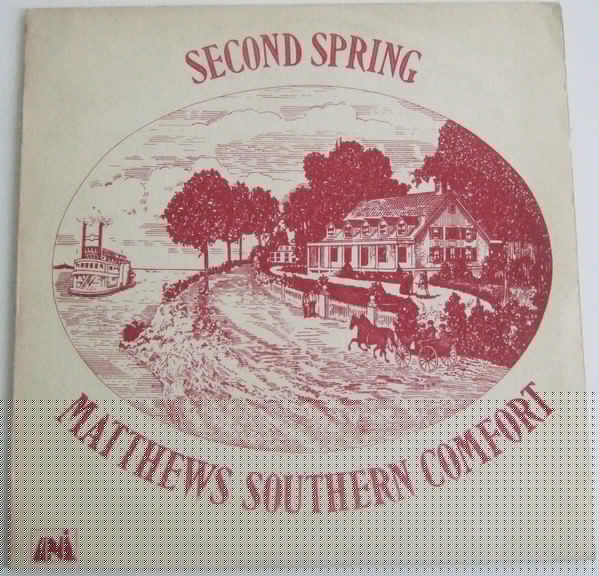 SECOND SPRING
MATTHEWS SOUTHERN COMFORT
UNI